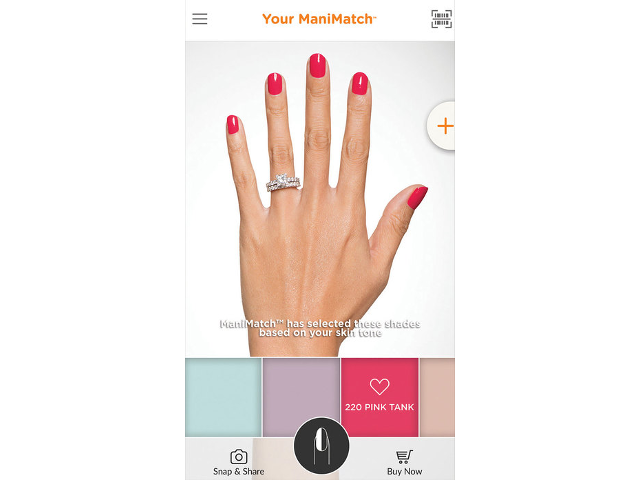 Your ManiMatch™
ManiMatch™ has selected these shades
based on your skin tone
220 PINK TANK
Snap & Share
Buy Now